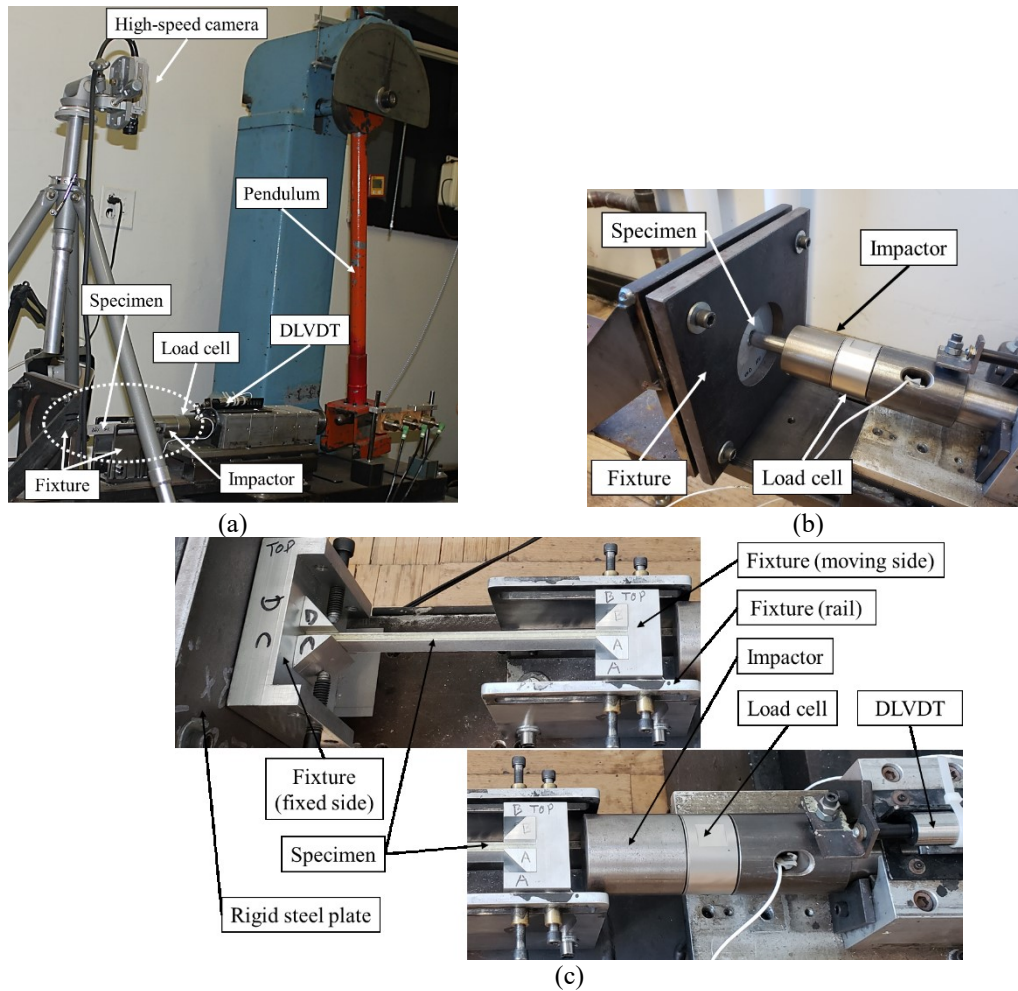 High-speed camera
Pendulum
Specimen
Load cell
DLVDT
Fixture
Impactor
(a)
Specimen
Impactor
Fixture
Load cell
(b)
TOP
D
C
D
C
B TOP
B
A
A
Fixture (moving side)
Fixture (rail)
Impactor
Load cell
DLVDT
Fixture
(fixed side)
Specimen
Rigid steel plate
B TOP
B
A
A
(c)